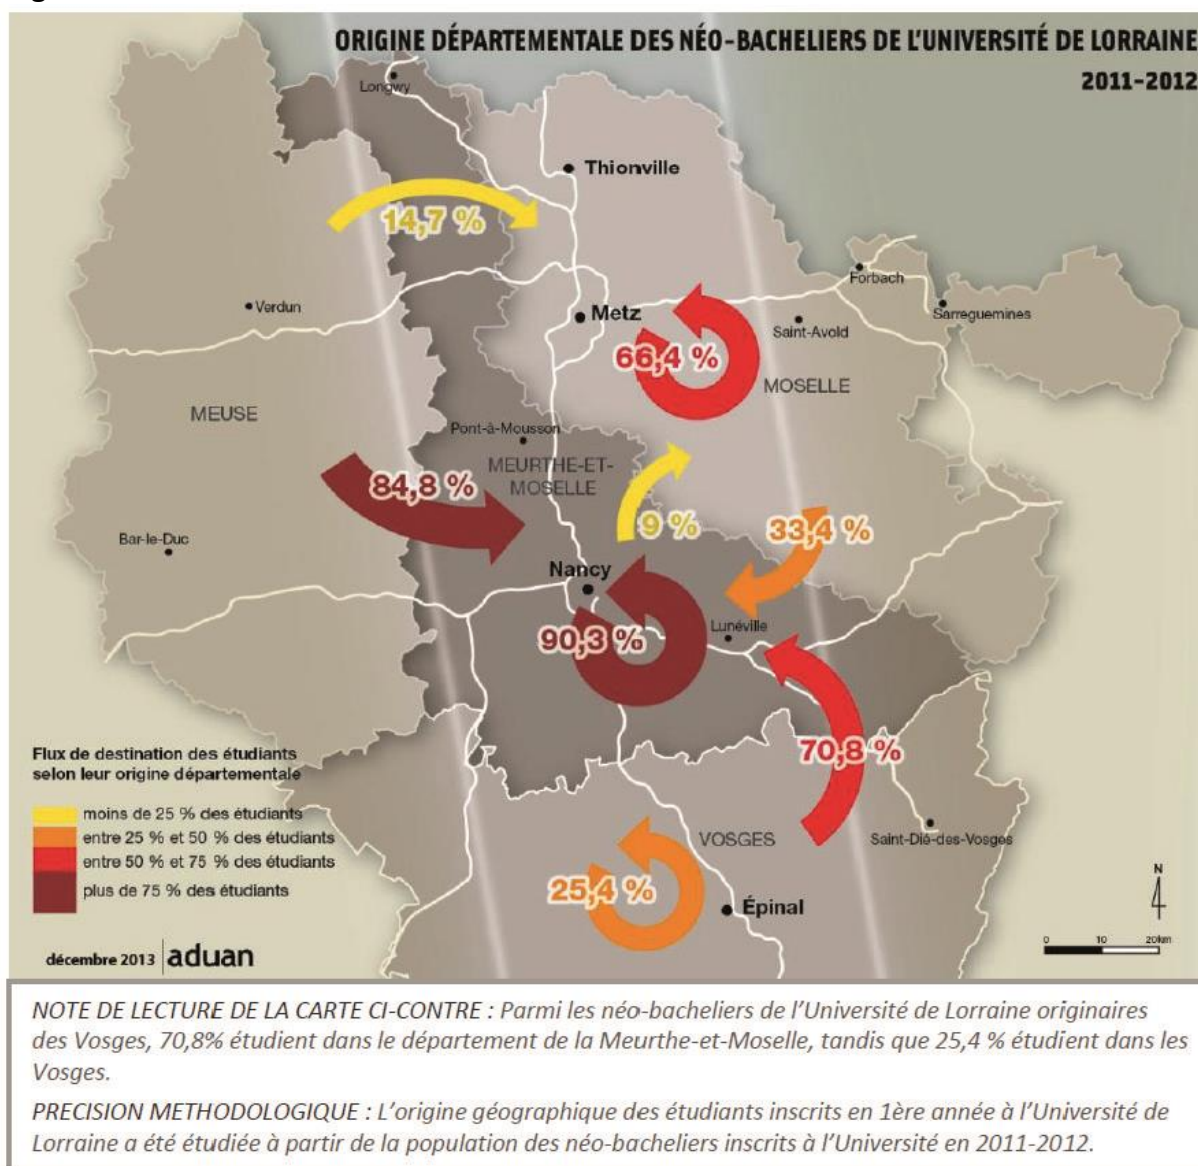 ORIGINE DÉPARTEMENTALE DES NÉO-BACHELIERS DE L'UNIVERSITÉ DE LORRAINE
2011-2012
Longwy
Thionville
14,7 %
Forbach
Verdun
Metz
Sarreguemines
Saint-Avold
66,4 %
MOSELLE
MEUSE
Pont-à-Mousson
MEURTHE-ET-
MOSELLE
84,8 %
9 %
33,4 %
Bar-le-Duc
Nancy
Lunéville
90,3 %
70,8 %
Flux de destination des étudiants
selon leur origine départementale
moins de 25 % des étudiants
entre 25 % et 50 % des étudiants
entre 50 % et 75 % des étudiants
plus de 75 % des étudiants
VOSGES
Saint-Dié-des-Vosges
25,4 %
Épinal
N
0 10 20km
décembre 2013 | aduan
NOTE DE LECTURE DE LA CARTE CI-CONTRE : Parmi les néo-bacheliers de l'Université de Lorraine originaires
des Vosges, 70,8% étudient dans le département de la Meurthe-et-Moselle, tandis que 25,4 % étudient dans les
Vosges.
PRECISION METHODOLOGIQUE : L'origine géographique des étudiants inscrits en 1ère année à l'Université de
Lorraine a été étudiée à partir de la population des néo-bacheliers inscrits à l'Université en 2011-2012.